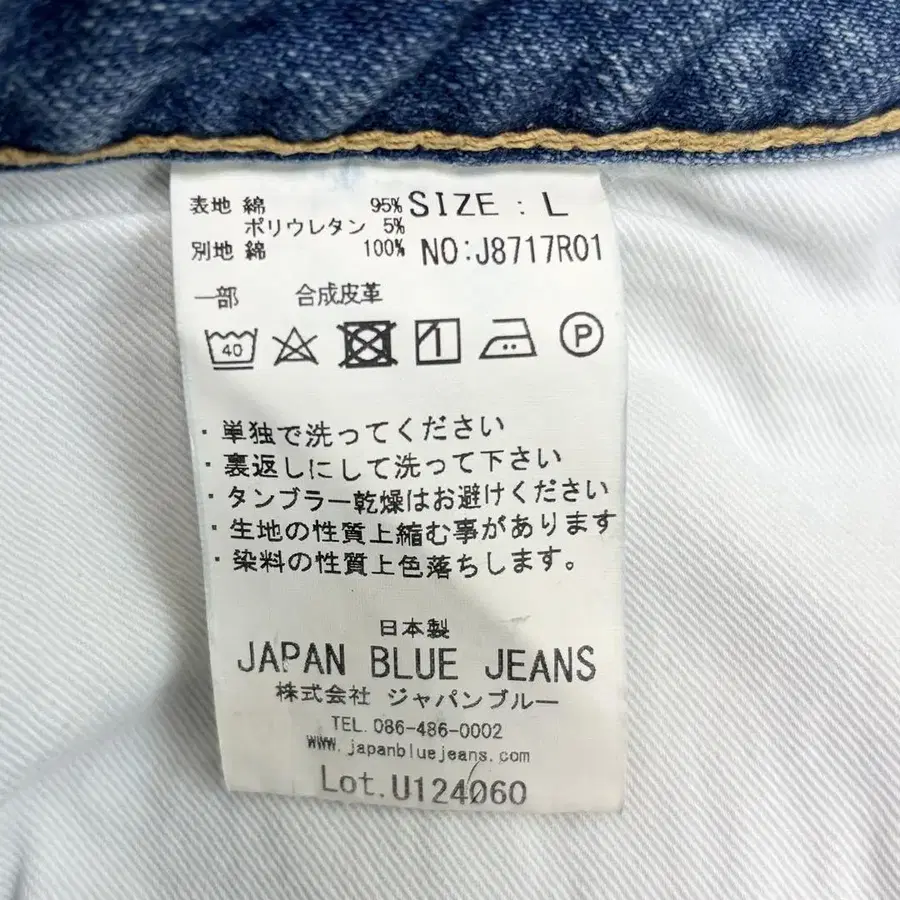 表地 綿 95% SIZE : L
ポリウレタン 5%
別地 綿 100% NO:J8717R01
一部 合成皮革
40 P
・単独で洗ってください
・裏返しにして洗って下さい
・タンブラー乾燥はお避けください
・生地の性質上縮む事があります
・染料の性質上色落ちします。
日本製
JAPAN BLUE JEANS
株式会社 ジャパンブルー
TEL.086-486-0002
www.japanbluejeans.com
Lot.U124060